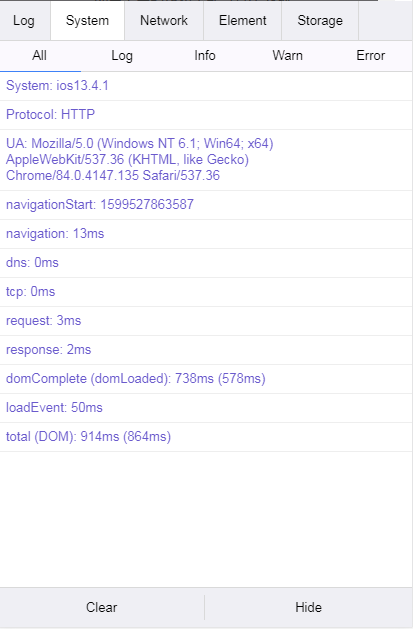 Log System Network Element Storage
All Log Info Warn Error
System: ios13.4.1
Protocol: HTTP
UA: Mozilla/5.0 (Windows NT 6.1; Win64; x64)
AppleWebKit/537.36 (KHTML, like Gecko)
Chrome/84.0.4147.135 Safari/537.36
navigationStart: 1599527863587
navigation: 13ms
dns: 0ms
tcp: 0ms
request: 3ms
response: 2ms
domComplete (domLoaded): 738ms (578ms)
loadEvent: 50ms
total (DOM): 914ms (864ms)
Clear Hide